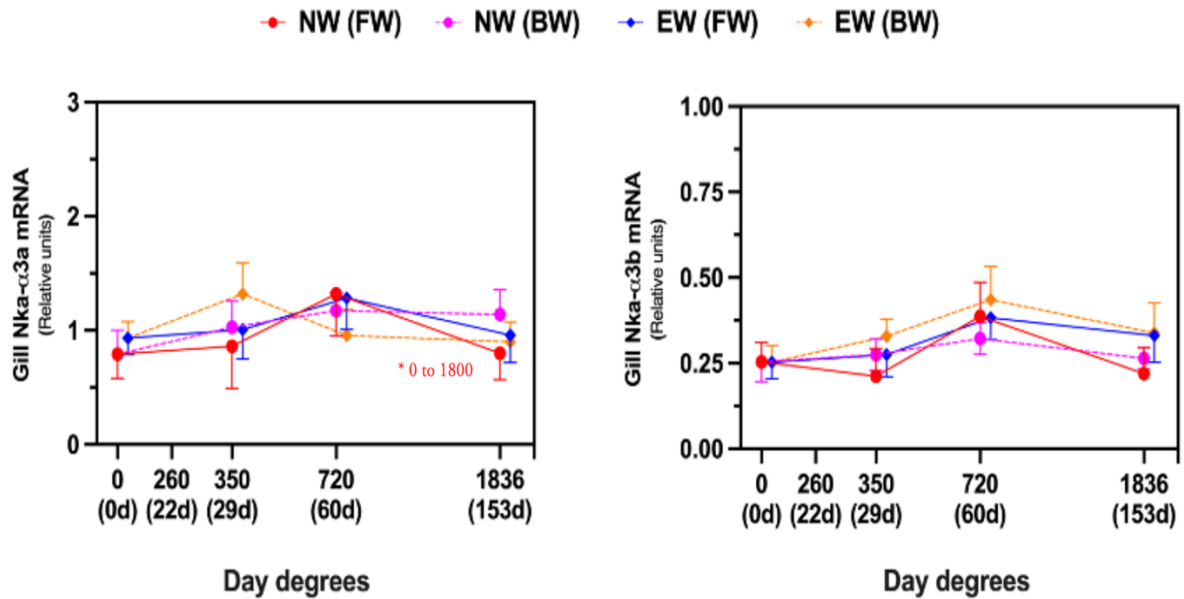 NW (FW) NW (BW) EW (FW) EW (BW)
Gill Nka-α3a mRNA
(Relative units)
3
2
1
0
* 0 to 1800
0 260 350 720 1836
(0d) (22d) (29d) (60d) (153d)
Day degrees
Gill Nka-α3b mRNA
(Relative units)
1.00
0.75
0.50
0.25
0.00
0 260 350 720 1836
(0d) (22d) (29d) (60d) (153d)
Day degrees